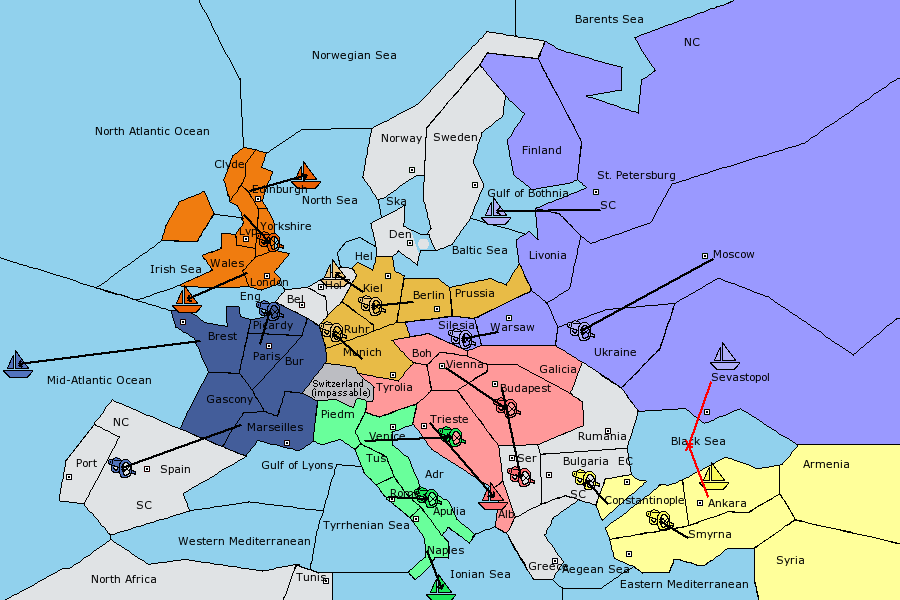 Barents Sea
NC
Norwegian Sea
North Atlantic Ocean
Norway
Sweden
Finland
Clyde
St. Petersburg
Edinburgh
North Sea
Ska
Gulf of Bothnia
SC
Yorkshire
Lvp
Den
Baltic Sea
Livonia
Moscow
Irish Sea
Wales
Hel
London
Hol
Kiel
Eng
Bel
Berlin
Prussia
Picardy
Ruhr
Silesia
Warsaw
Brest
Paris
Bur
Munich
Boh
Vienna
Galicia
Ukraine
Mid-Atlantic Ocean
Switzerland
(impassable)
Tyrolia
Budapest
Sevastopol
Gascony
Piedm
NC
Marseilles
Trieste
Venice
Rumania
Black Sea
Port
Spain
Gulf of Lyons
Tus
Adr
Ser
Bulgaria
EC
Armenia
SC
Rome
Apulia
SC
Constantinople
Ankara
Alb
Tyrrhenian Sea
Smyrna
Western Mediterranean
Naples
Syria
North Africa
Tunis
Ionian Sea
Greece
Aegean Sea
Eastern Mediterranean